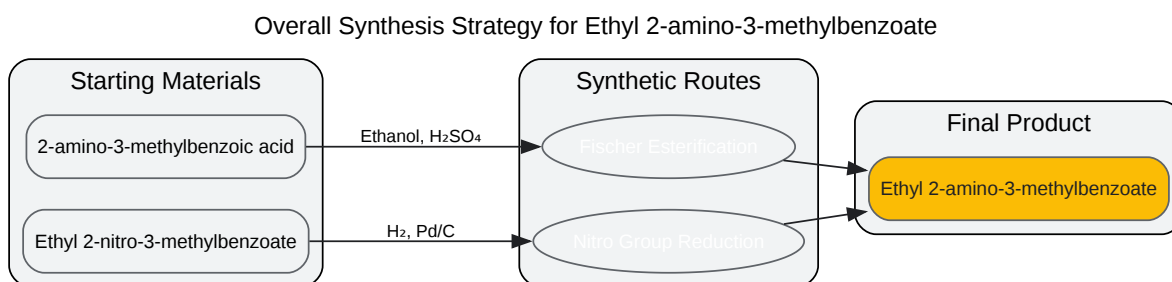 Overall Synthesis Strategy for Ethyl 2-amino-3-methylbenzoate
Starting Materials
2-amino-3-methylbenzoic acid
Ethyl 2-nitro-3-methylbenzoate
Ethanol, H₂SO₄
H₂, Pd/C
Synthetic Routes
Fischer Esterification
Nitro Group Reduction
Final Product
Ethyl 2-amino-3-methylbenzoate